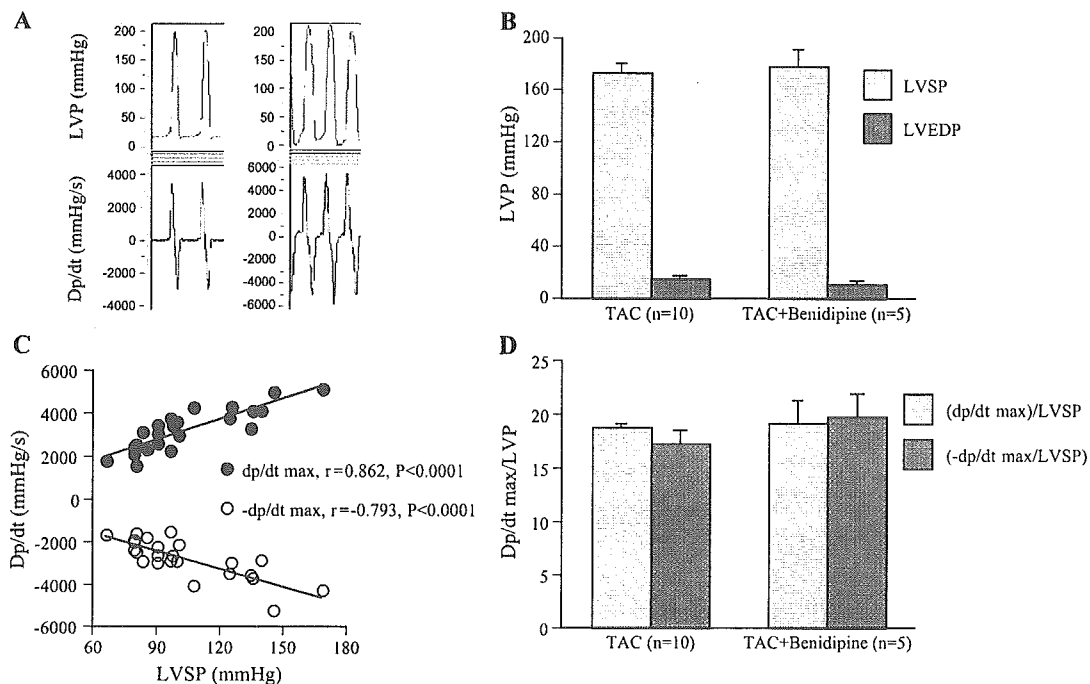 A
LVP (mmHg)
200
150
100
50
0
200
150
100
50
0
Dp/dt (mmHg/s)
4000
2000
0
-2000
-4000
6000
4000
2000
0
-2000
-4000
-6000
B
LVP (mmHg)
200
160
120
80
40
0
TAC (n=10)
TAC+Benidipine (n=5)
LVSP
LVEDP
C
Dp/dt (mmHg/s)
6000
4000
2000
0
-2000
-4000
-6000
dp/dt max, r=0.862, P<0.0001
-dp/dt max, r=-0.793, P<0.0001
60
90
120
150
180
LVSP (mmHg)
D
Dp/dt max/LVP
25
20
15
10
5
0
TAC (n=10)
TAC+Benidipine (n=5)
(dp/dt max)/LVSP
(-dp/dt max/LVSP)